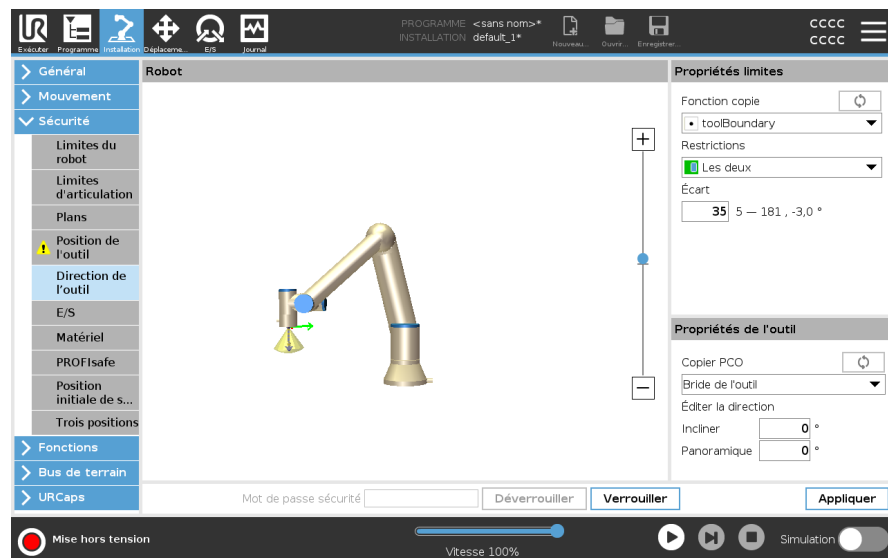 PROGRAMME <sans nom>*
INSTALLATION default_1*
Exécuter Programme Installation Déplaceme... E/S Journal Nouveau... Ouvrir... Enregistrer...
CCCC
CCCC
Général
Mouvement
Sécurité
Limites du
robot
Limites
d'articulation
Plans
Position de
l'outil
Direction de
l'outil
E/S
Matériel
PROFIsafe
Position
initiale de s...
Trois positions
Fonctions
Bus de terrain
URCaps
Robot
Propriétés limites
Fonction copie
toolBoundary
Restrictions
Les deux
Écart
35 5 — 181 , -3,0 °
Propriétés de l'outil
Copier PCO
Bride de l'outil
Éditer la direction
Incliner 0 °
Panoramique 0 °
Mot de passe sécurité Déverrouiller Verrouiller Appliquer
Mise hors tension
Vitesse 100%
Simulation